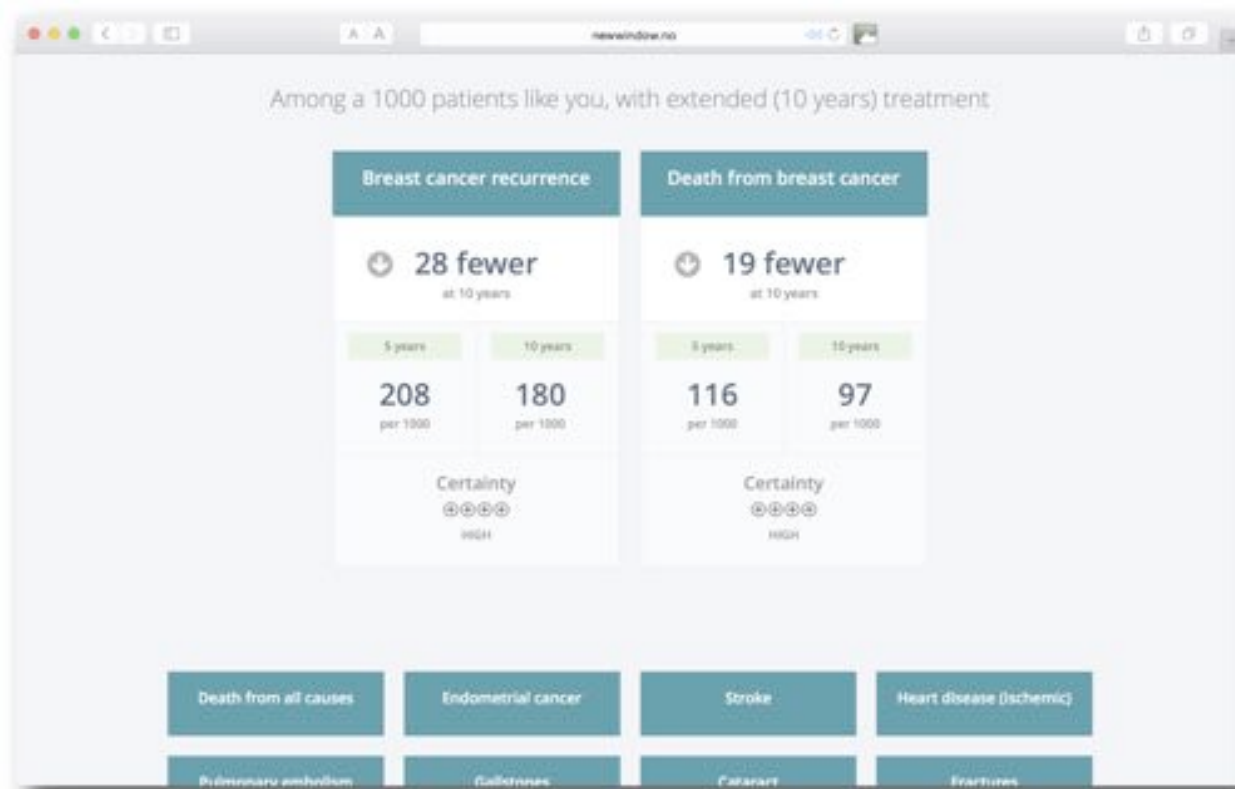 A A
newwindow.no
Among a 1000 patients like you, with extended (10 years) treatment
Breast cancer recurrence
28 fewer
at 10 years
5 years 10 years
208 180
per 1000 per 1000
Certainty
HIGH
Death from breast cancer
19 fewer
at 10 years
5 years 10 years
116 97
per 1000 per 1000
Certainty
HIGH
Death from all causes
Endometrial cancer
Stroke
Heart disease (ischemic)
Pulmonary embolism
Gallstones
Cataract
Fractures